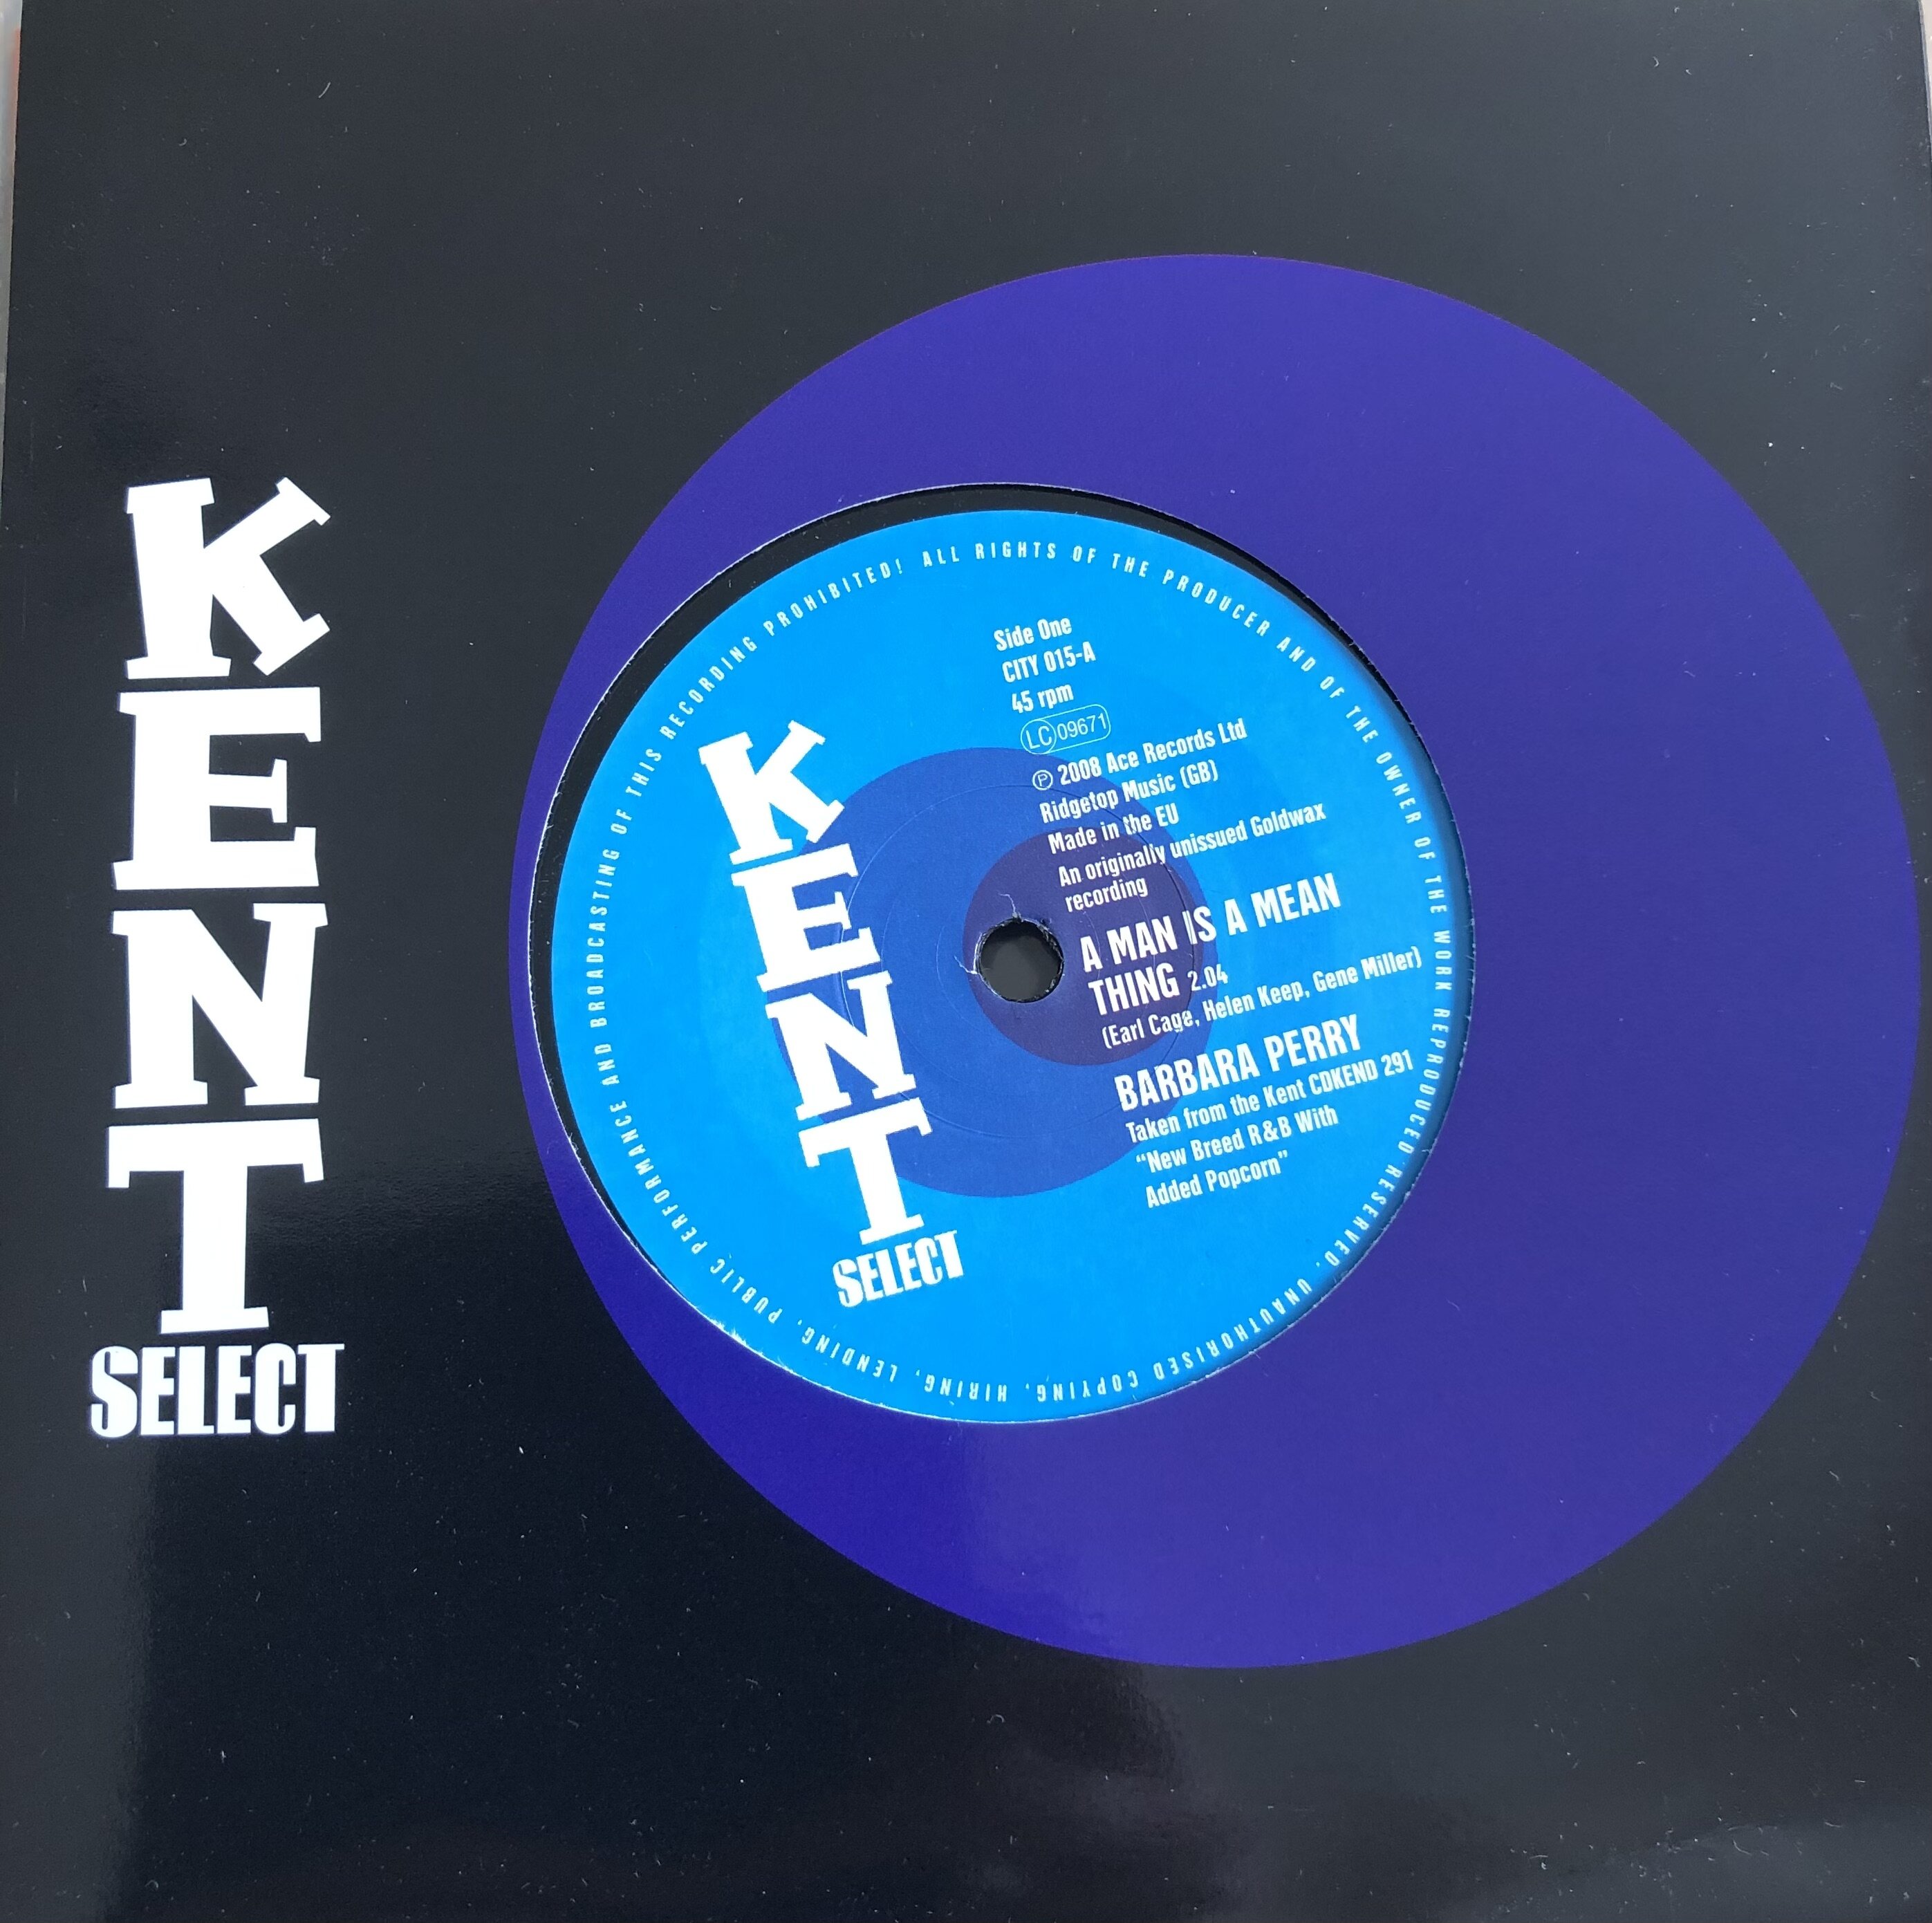 KENT
SELECT
Side One
CITY 015-A
45 rpm
LC 09671
℗ 2008 Ace Records Ltd
Ridgetop Music (GB)
Made in the EU
An originally unissued Goldwax
recording
A MAN IS A MEAN
THING 2.04
(Earl Cage, Helen Keep, Gene Miller)
BARBARA PERRY
Taken from the Kent CDKEND 291
“New Breed R&B With
Added Popcorn”
KENT
SELECT
ALL RIGHTS OF THE PRODUCER AND OF THE OWNER OF THE WORK REPRODUCED RESERVED. UNAUTHORISED COPYING, HIRING, LENDING, PUBLIC PERFORMANCE AND BROADCASTING OF THIS RECORDING PROHIBITED!